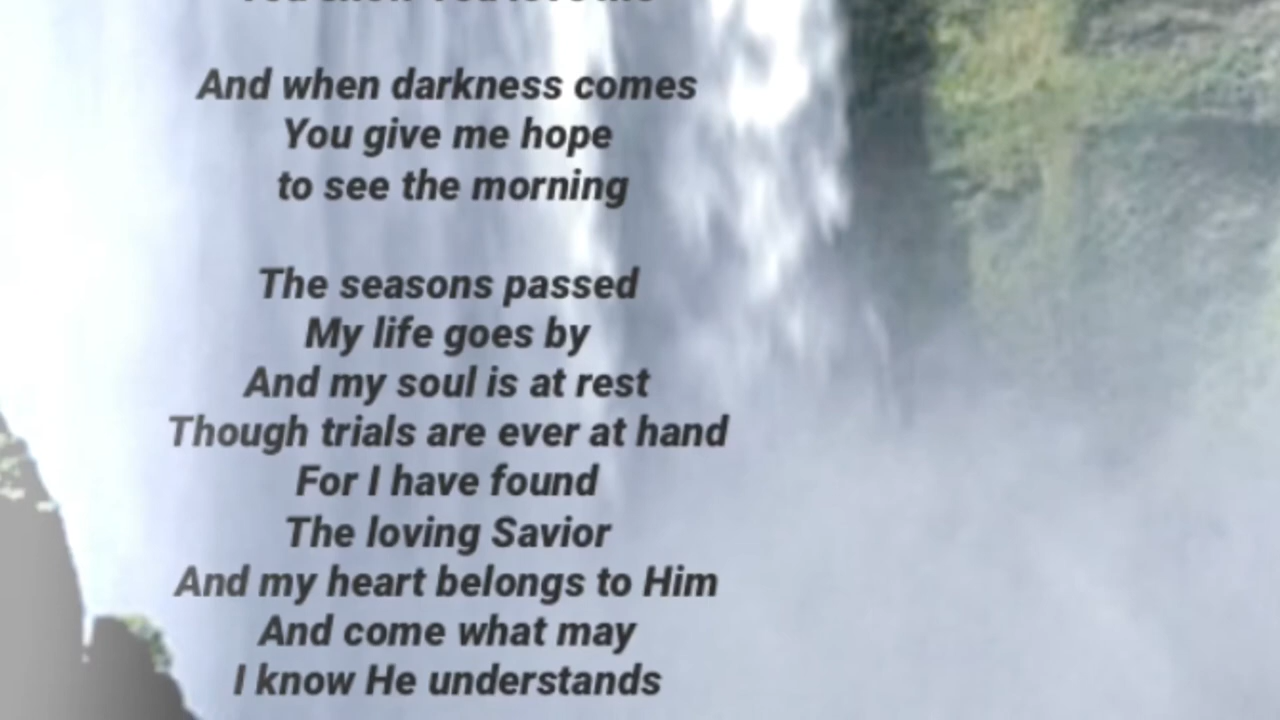 And when darkness comes
You give me hope
to see the morning
The seasons passed
My life goes by
And my soul is at rest
Though trials are ever at hand
For I have found
The loving Savior
And my heart belongs to Him
And come what may
I know He understands